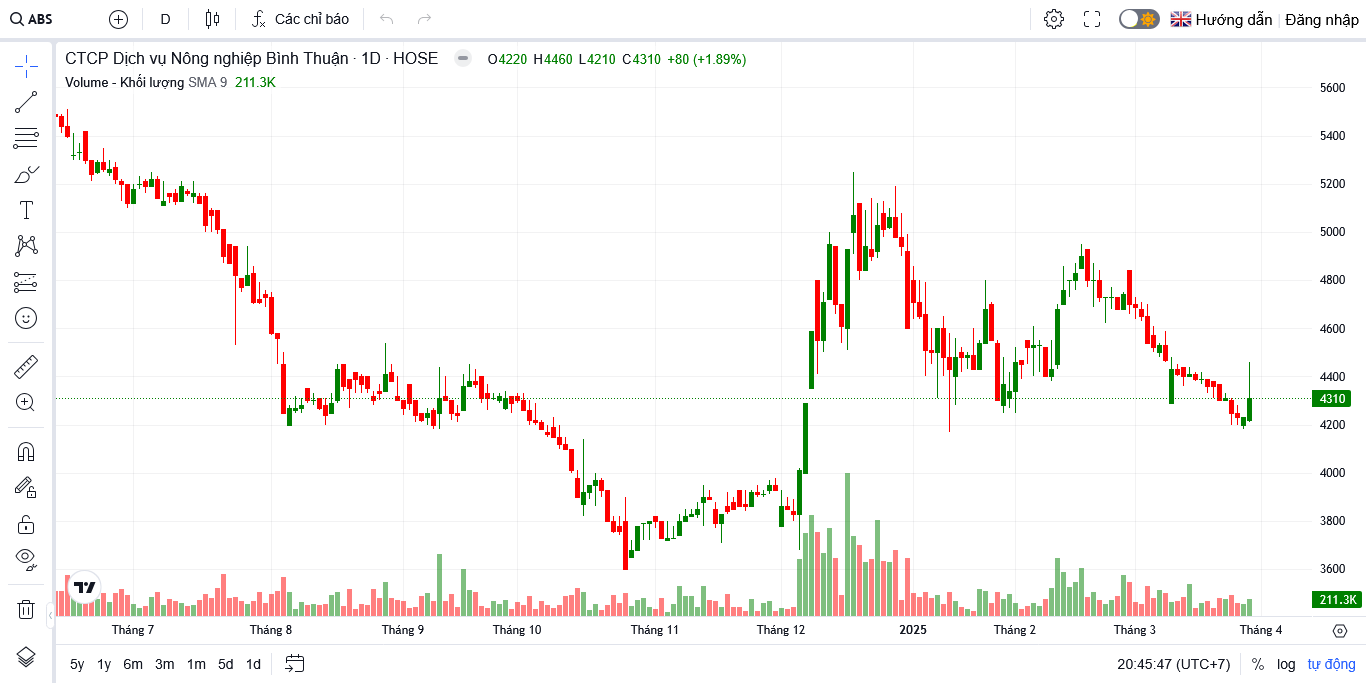 ABS D Các chỉ báo Hướng dẫn Đăng nhập
CTCP Dịch vụ Nông nghiệp Bình Thuận · 1D · HOSE O4220 H4460 L4210 C4310 +80 (+1.89%)
Volume - Khối lượng SMA 9 211.3K
5600
5400
5200
5000
4800
4600
4400
4310
4200
4000
3800
3600
211.3K
Tháng 7 Tháng 8 Tháng 9 Tháng 10 Tháng 11 Tháng 12 2025 Tháng 2 Tháng 3 Tháng 4
5y 1y 6m 3m 1m 5d 1d 20:45:47 (UTC+7) % log tự động